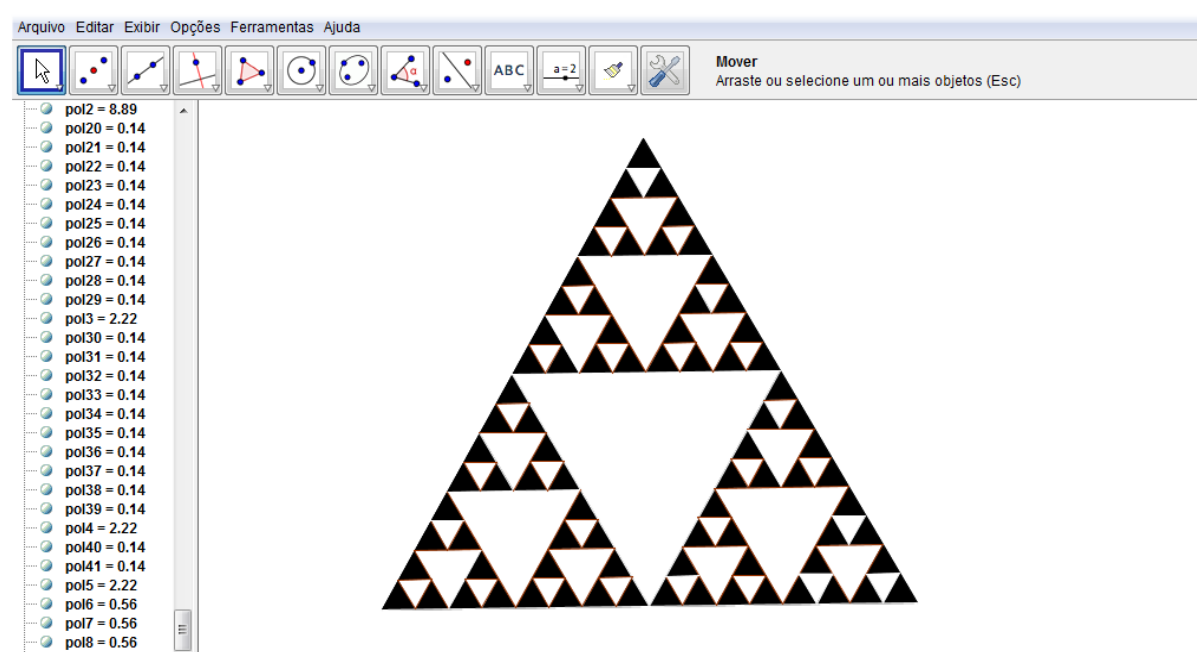 Arquivo Editar Exibir Opções Ferramentas Ajuda
ABC
a=2
α
Mover
Arraste ou selecione um ou mais objetos (Esc)
pol2 = 8.89
pol20 = 0.14
pol21 = 0.14
pol22 = 0.14
pol23 = 0.14
pol24 = 0.14
pol25 = 0.14
pol26 = 0.14
pol27 = 0.14
pol28 = 0.14
pol29 = 0.14
pol3 = 2.22
pol30 = 0.14
pol31 = 0.14
pol32 = 0.14
pol33 = 0.14
pol34 = 0.14
pol35 = 0.14
pol36 = 0.14
pol37 = 0.14
pol38 = 0.14
pol39 = 0.14
pol4 = 2.22
pol40 = 0.14
pol41 = 0.14
pol5 = 2.22
pol6 = 0.56
pol7 = 0.56
pol8 = 0.56